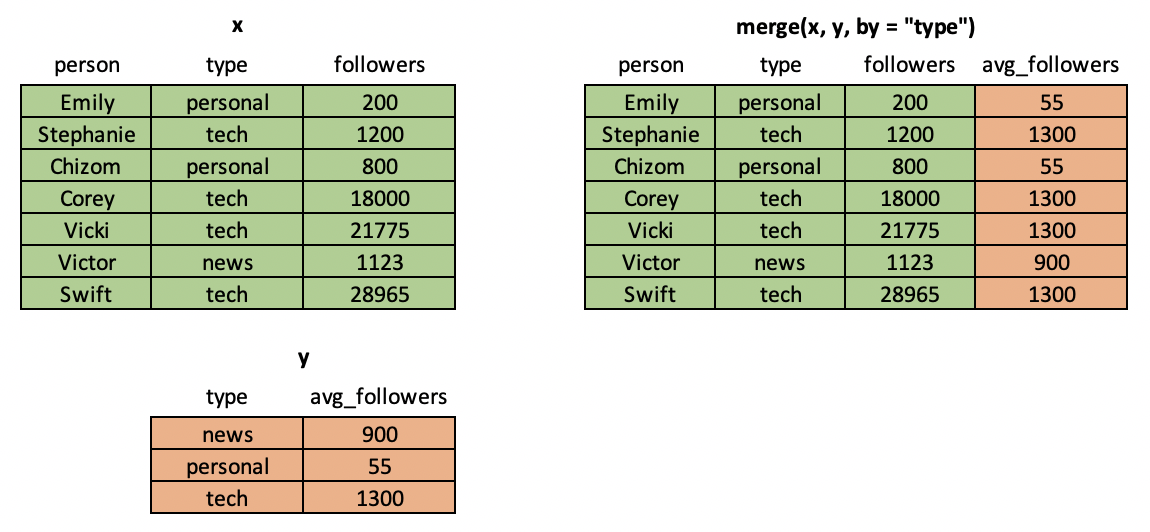 x
person type followers
Emily personal 200
Stephanie tech 1200
Chizom personal 800
Corey tech 18000
Vicki tech 21775
Victor news 1123
Swift tech 28965
y
type avg_followers
news 900
personal 55
tech 1300
merge(x, y, by = "type")
person type followers avg_followers
Emily personal 200 55
Stephanie tech 1200 1300
Chizom personal 800 55
Corey tech 18000 1300
Vicki tech 21775 1300
Victor news 1123 900
Swift tech 28965 1300